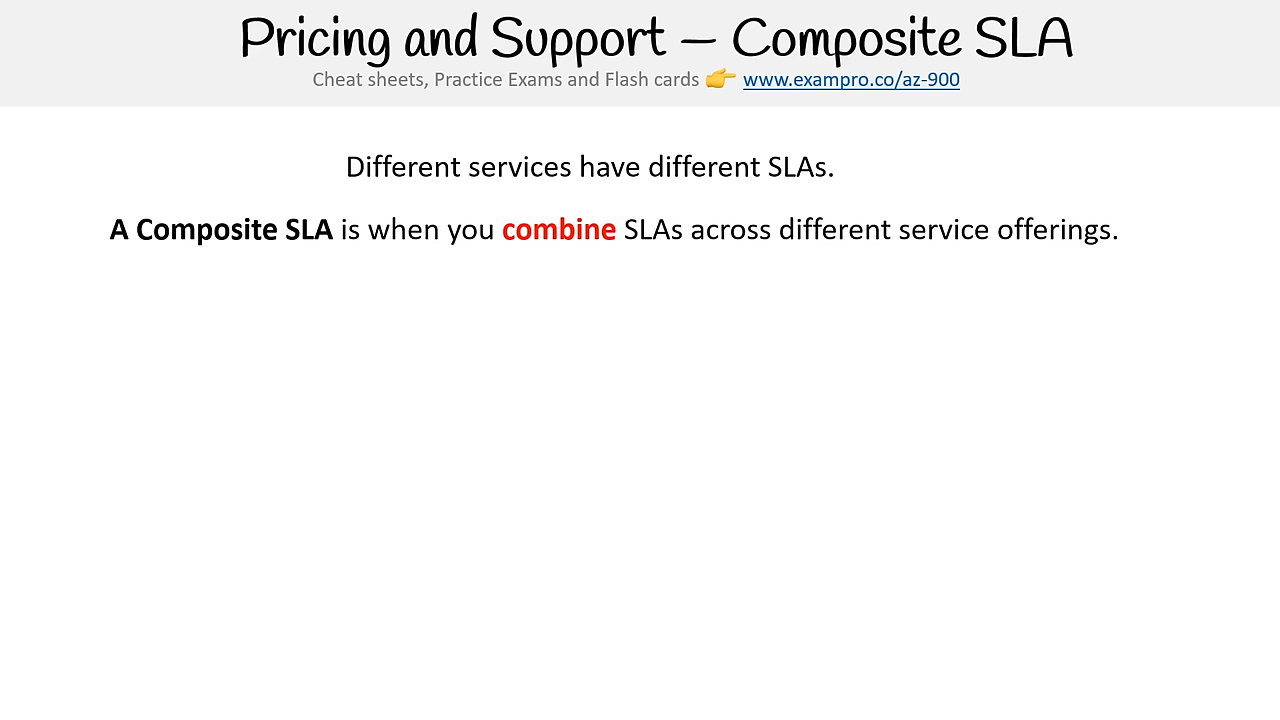 Pricing and Support – Composite SLA
Cheat sheets, Practice Exams and Flash cards 👉 www.exampro.co/az-900
Different services have different SLAs.
A Composite SLA is when you combine SLAs across different service offerings.